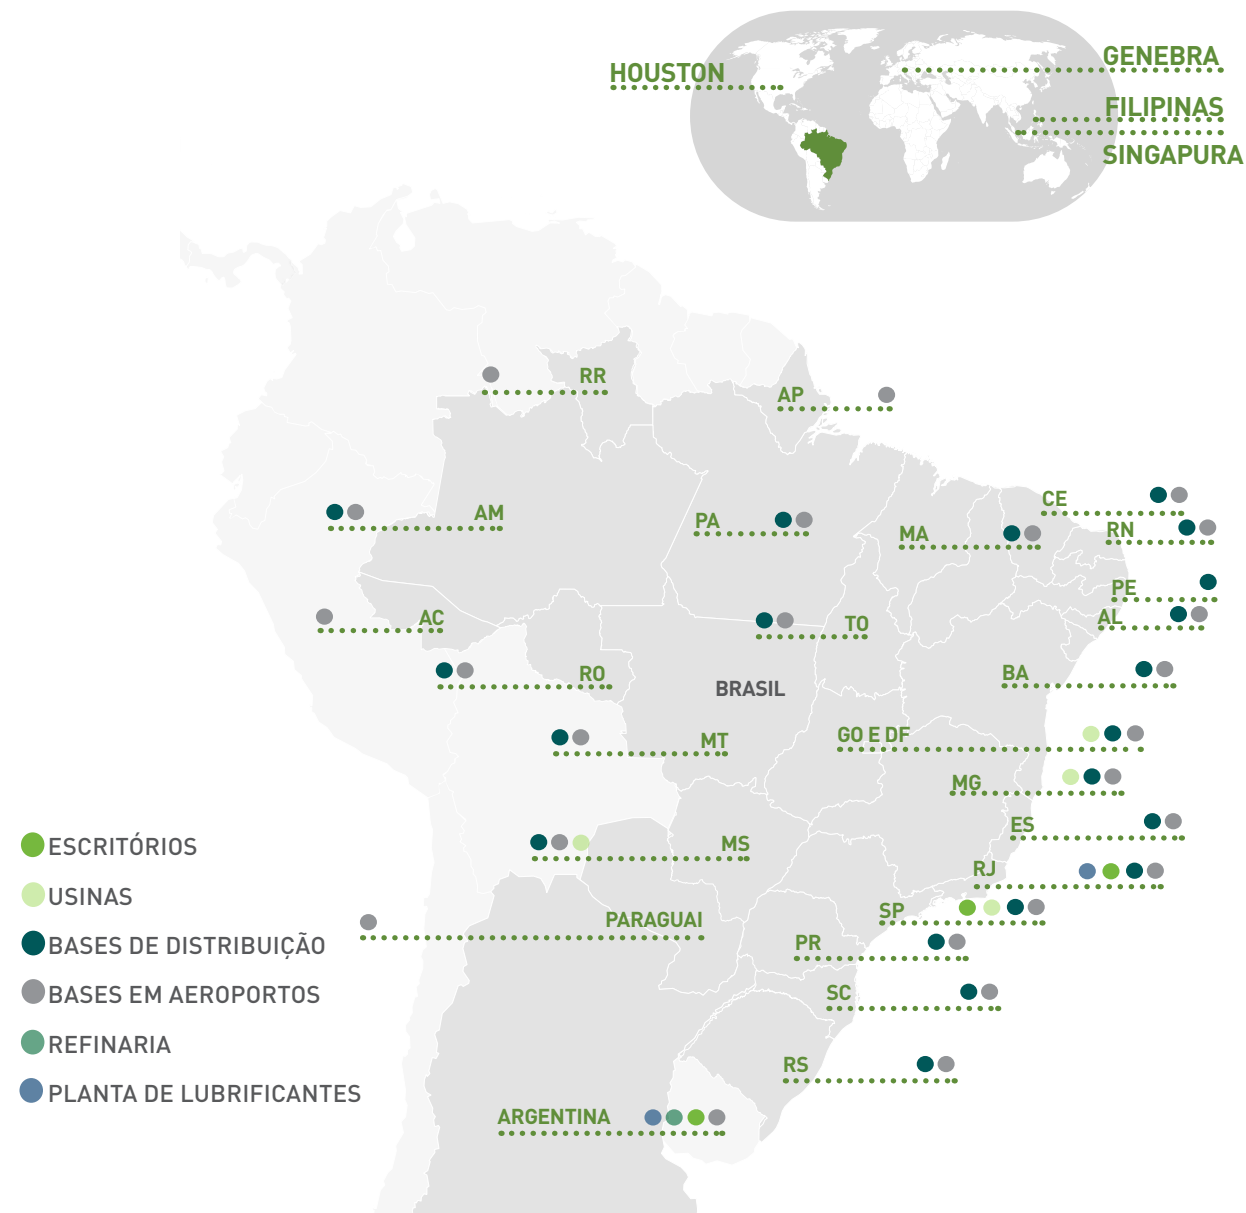 GENEBRA
HOUSTON
FILIPINAS
SINGAPURA
RR
AP
CE
AM
PA
MA
RN
PE
AC
AL
TO
RO
BA
BRASIL
MT
GO E DF
MG
ES
MS
ESCRITÓRIOS
RJ
USINAS
SP
PARAGUAI
BASES DE DISTRIBUIÇÃO
PR
BASES EM AEROPORTOS
SC
REFINARIA
RS
PLANTA DE LUBRIFICANTES
ARGENTINA